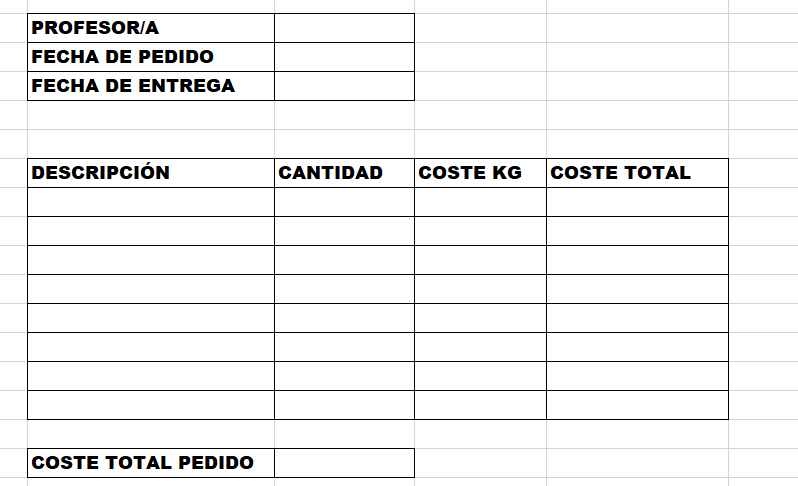 PROFESOR/A
FECHA DE PEDIDO
FECHA DE ENTREGA
DESCRIPCIÓN CANTIDAD COSTE KG COSTE TOTAL
COSTE TOTAL PEDIDO